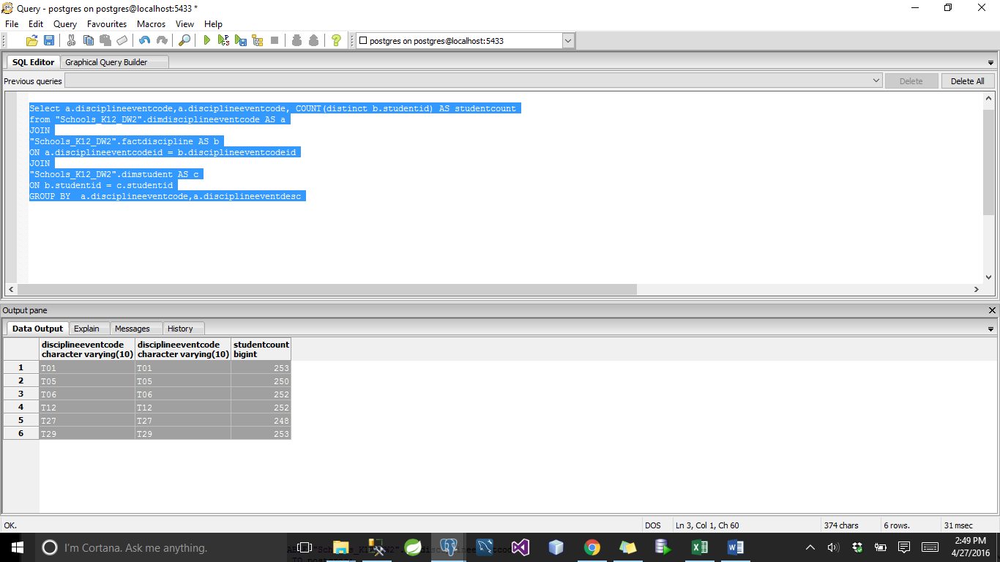 Query - postgres on postgres@localhost:5433 *
File Edit Query Favourites Macros View Help
postgres on postgres@localhost:5433
SQL Editor Graphical Query Builder
Previous queries Delete Delete All
Select a.disciplineeventcode,a.disciplineeventcode, COUNT(distinct b.studentid) AS studentcount
from "Schools_K12_DW2".dimdisciplineeventcode AS a
JOIN
"Schools_K12_DW2".factdiscipline AS b
ON a.disciplineeventcodeid = b.disciplineeventcodeid
JOIN
"Schools_K12_DW2".dimstudent AS c
ON b.studentid = c.studentid
GROUP BY  a.disciplineeventcode,a.disciplineeventdesc
Output pane
Data Output Explain Messages History
disciplineeventcode disciplineeventcode studentcount
character varying(10) character varying(10) bigint
1 T01 T01 253
2 T05 T05 250
3 T06 T06 252
4 T12 T12 252
5 T27 T27 248
6 T29 T29 253
OK. DOS Ln 3, Col 1, Ch 60 374 chars 6 rows. 31 msec
I'm Cortana. Ask me anything.
2:49 PM
4/27/2016